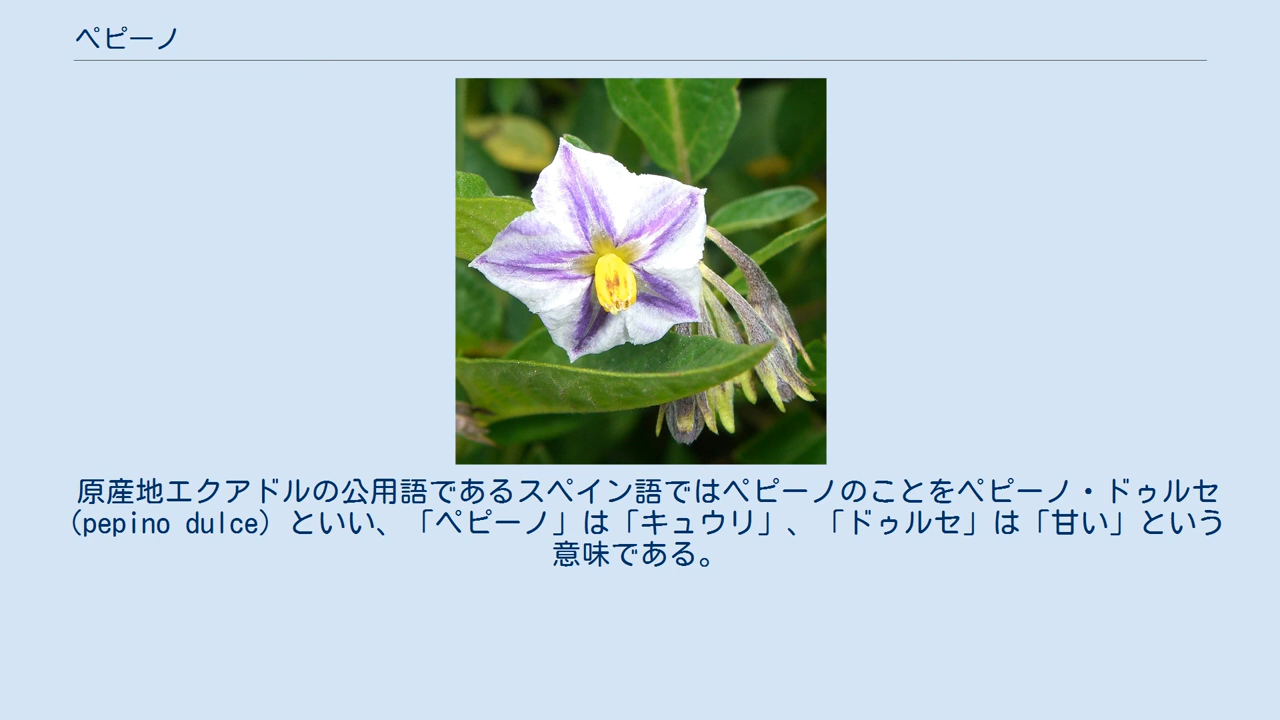 ペピーノ
原産地エクアドルの公用語であるスペイン語ではペピーノのことをペピーノ・ドゥルセ
(pepino dulce) といい、「ペピーノ」は「キュウリ」、「ドゥルセ」は「甘い」という
意味である。